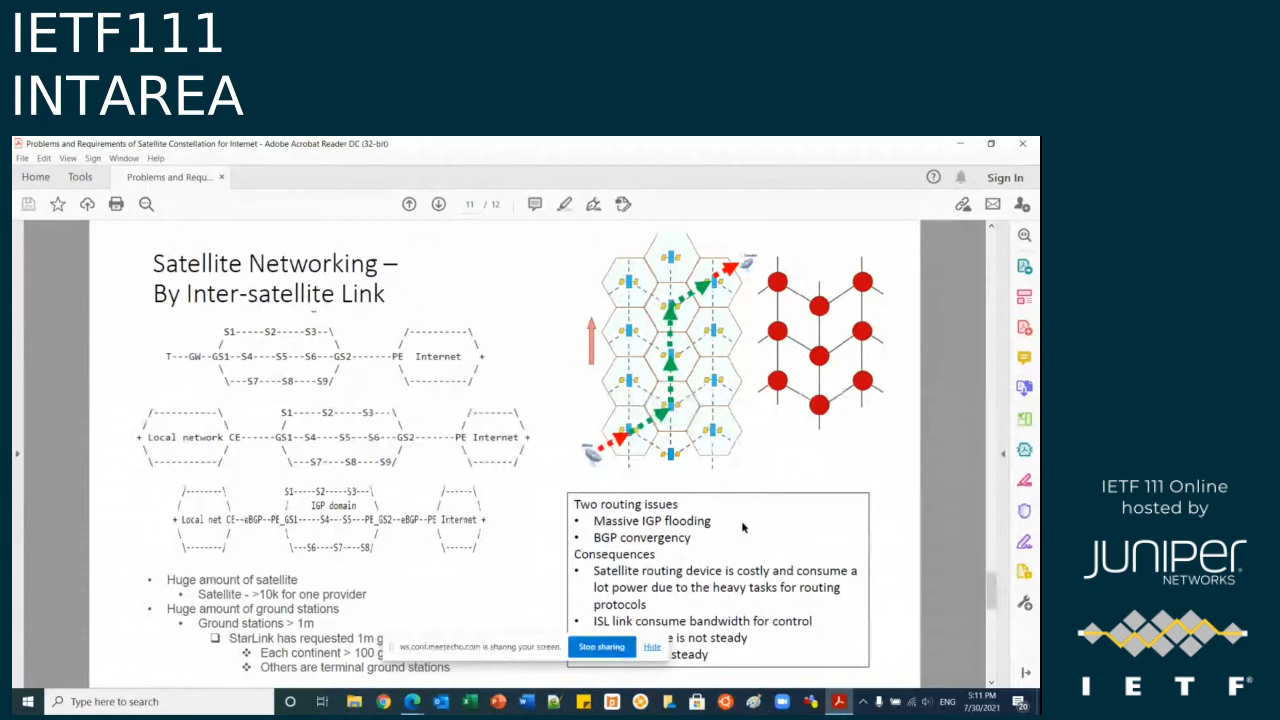 IETF111
INTAREA
Problems and Requirements of Satellite Constellation for Internet - Adobe Acrobat Reader DC (32-bit)
File Edit View Sign Window Help
Home Tools Problems and Requ... ×
Sign In
11 / 12
Satellite Networking –
By Inter-satellite Link
S1-----S2-----S3--\
/---------\
T---GW--GS1--S4----S5---S6---GS2-------PE Internet +
\----S7----S8---S9/
\---------/
/--------\ S1-----S2-----S3---\ /-------\
+ Local network CE------GS1---S4----S5---S6---GS2-------PE Internet +
\--------/ \----S7----S8----S9/ \-------/
/-------\ S1----S2----S3---\ /------\
IGP domain
+ Local net CE--eBGP--PE_GS1-----S4---S5---PE_GS2--eBGP--PE Internet +
\------/ \---S6---S7---S8/ \-----/
• Huge amount of satellite
• Satellite - >10k for one provider
• Huge amount of ground stations
• Ground stations > 1m
❑ StarLink has requested 1m g
❖ Each continent > 100 g
❖ Others are terminal ground stations
Two routing issues
• Massive IGP flooding
• BGP convergency
Consequences
• Satellite routing device is costly and consume a
lot power due to the heavy tasks for routing
protocols
• ISL link consume bandwidth for control
e is not steady
steady
ws.conf.meetecho.com is sharing your screen. Stop sharing Hide
Type here to search
ENG
5:11 PM
7/30/2021
20
IETF 111 Online
hosted by
JUNIPER
NETWORKS
I E T F®